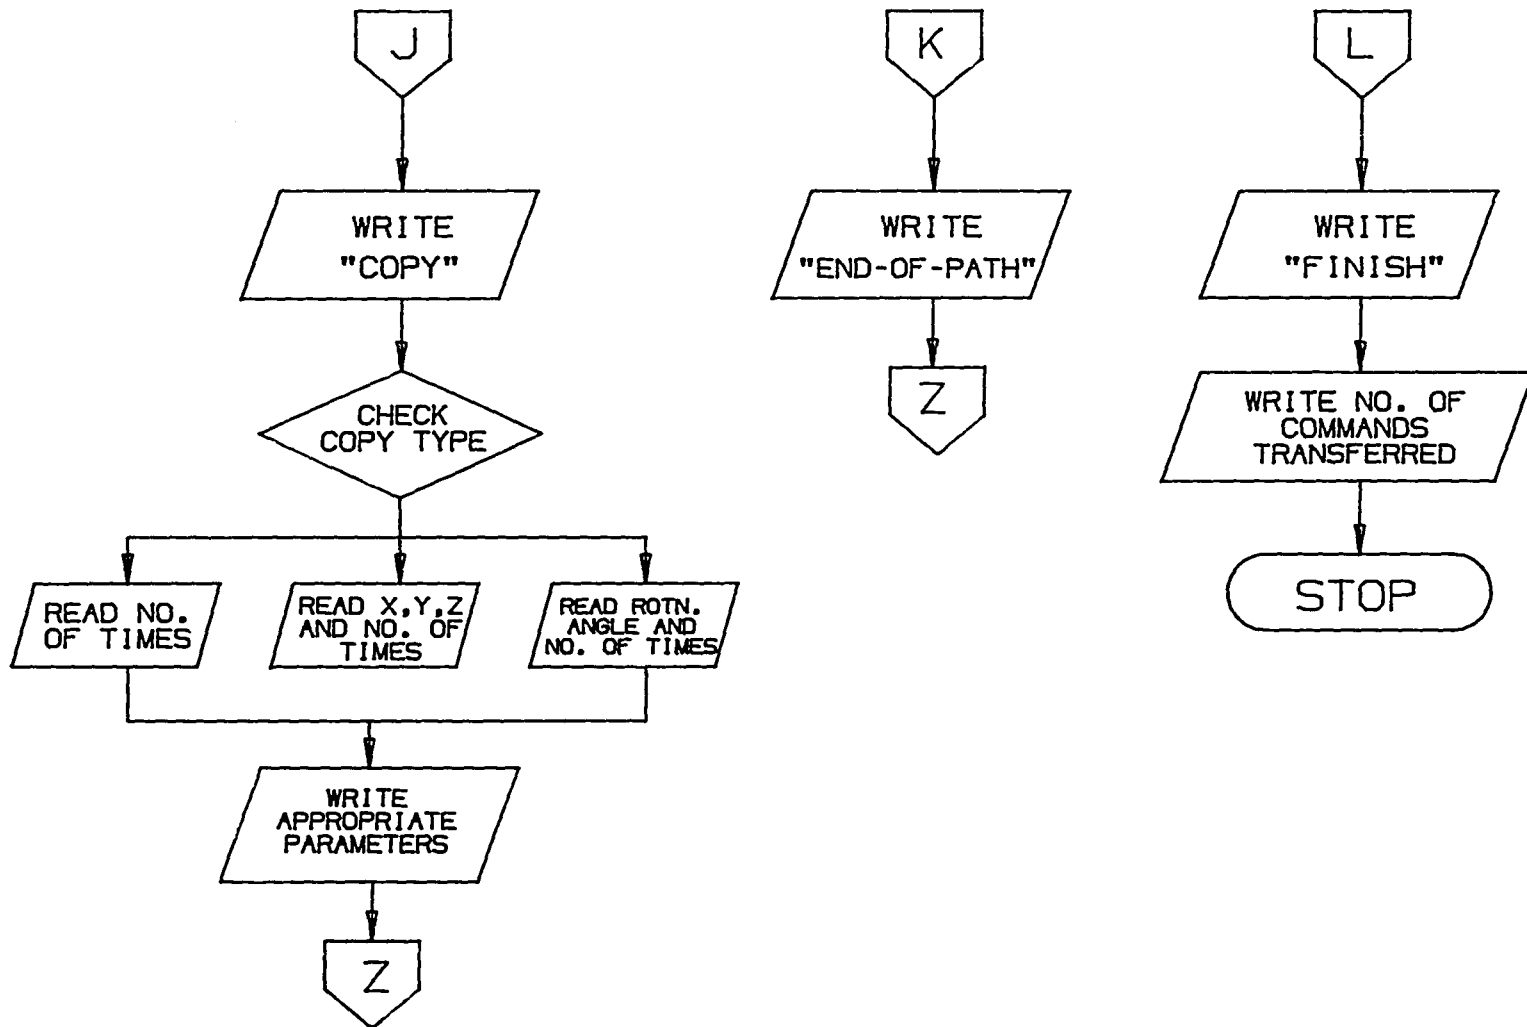 J
WRITE
"COPY"
CHECK
COPY TYPE
READ NO.
OF TIMES
READ X,Y,Z
AND NO. OF
TIMES
READ ROTN.
ANGLE AND
NO. OF TIMES
WRITE
APPROPRIATE
PARAMETERS
Z
K
WRITE
"END-OF-PATH"
Z
L
WRITE
"FINISH"
WRITE NO. OF
COMMANDS
TRANSFERRED
STOP